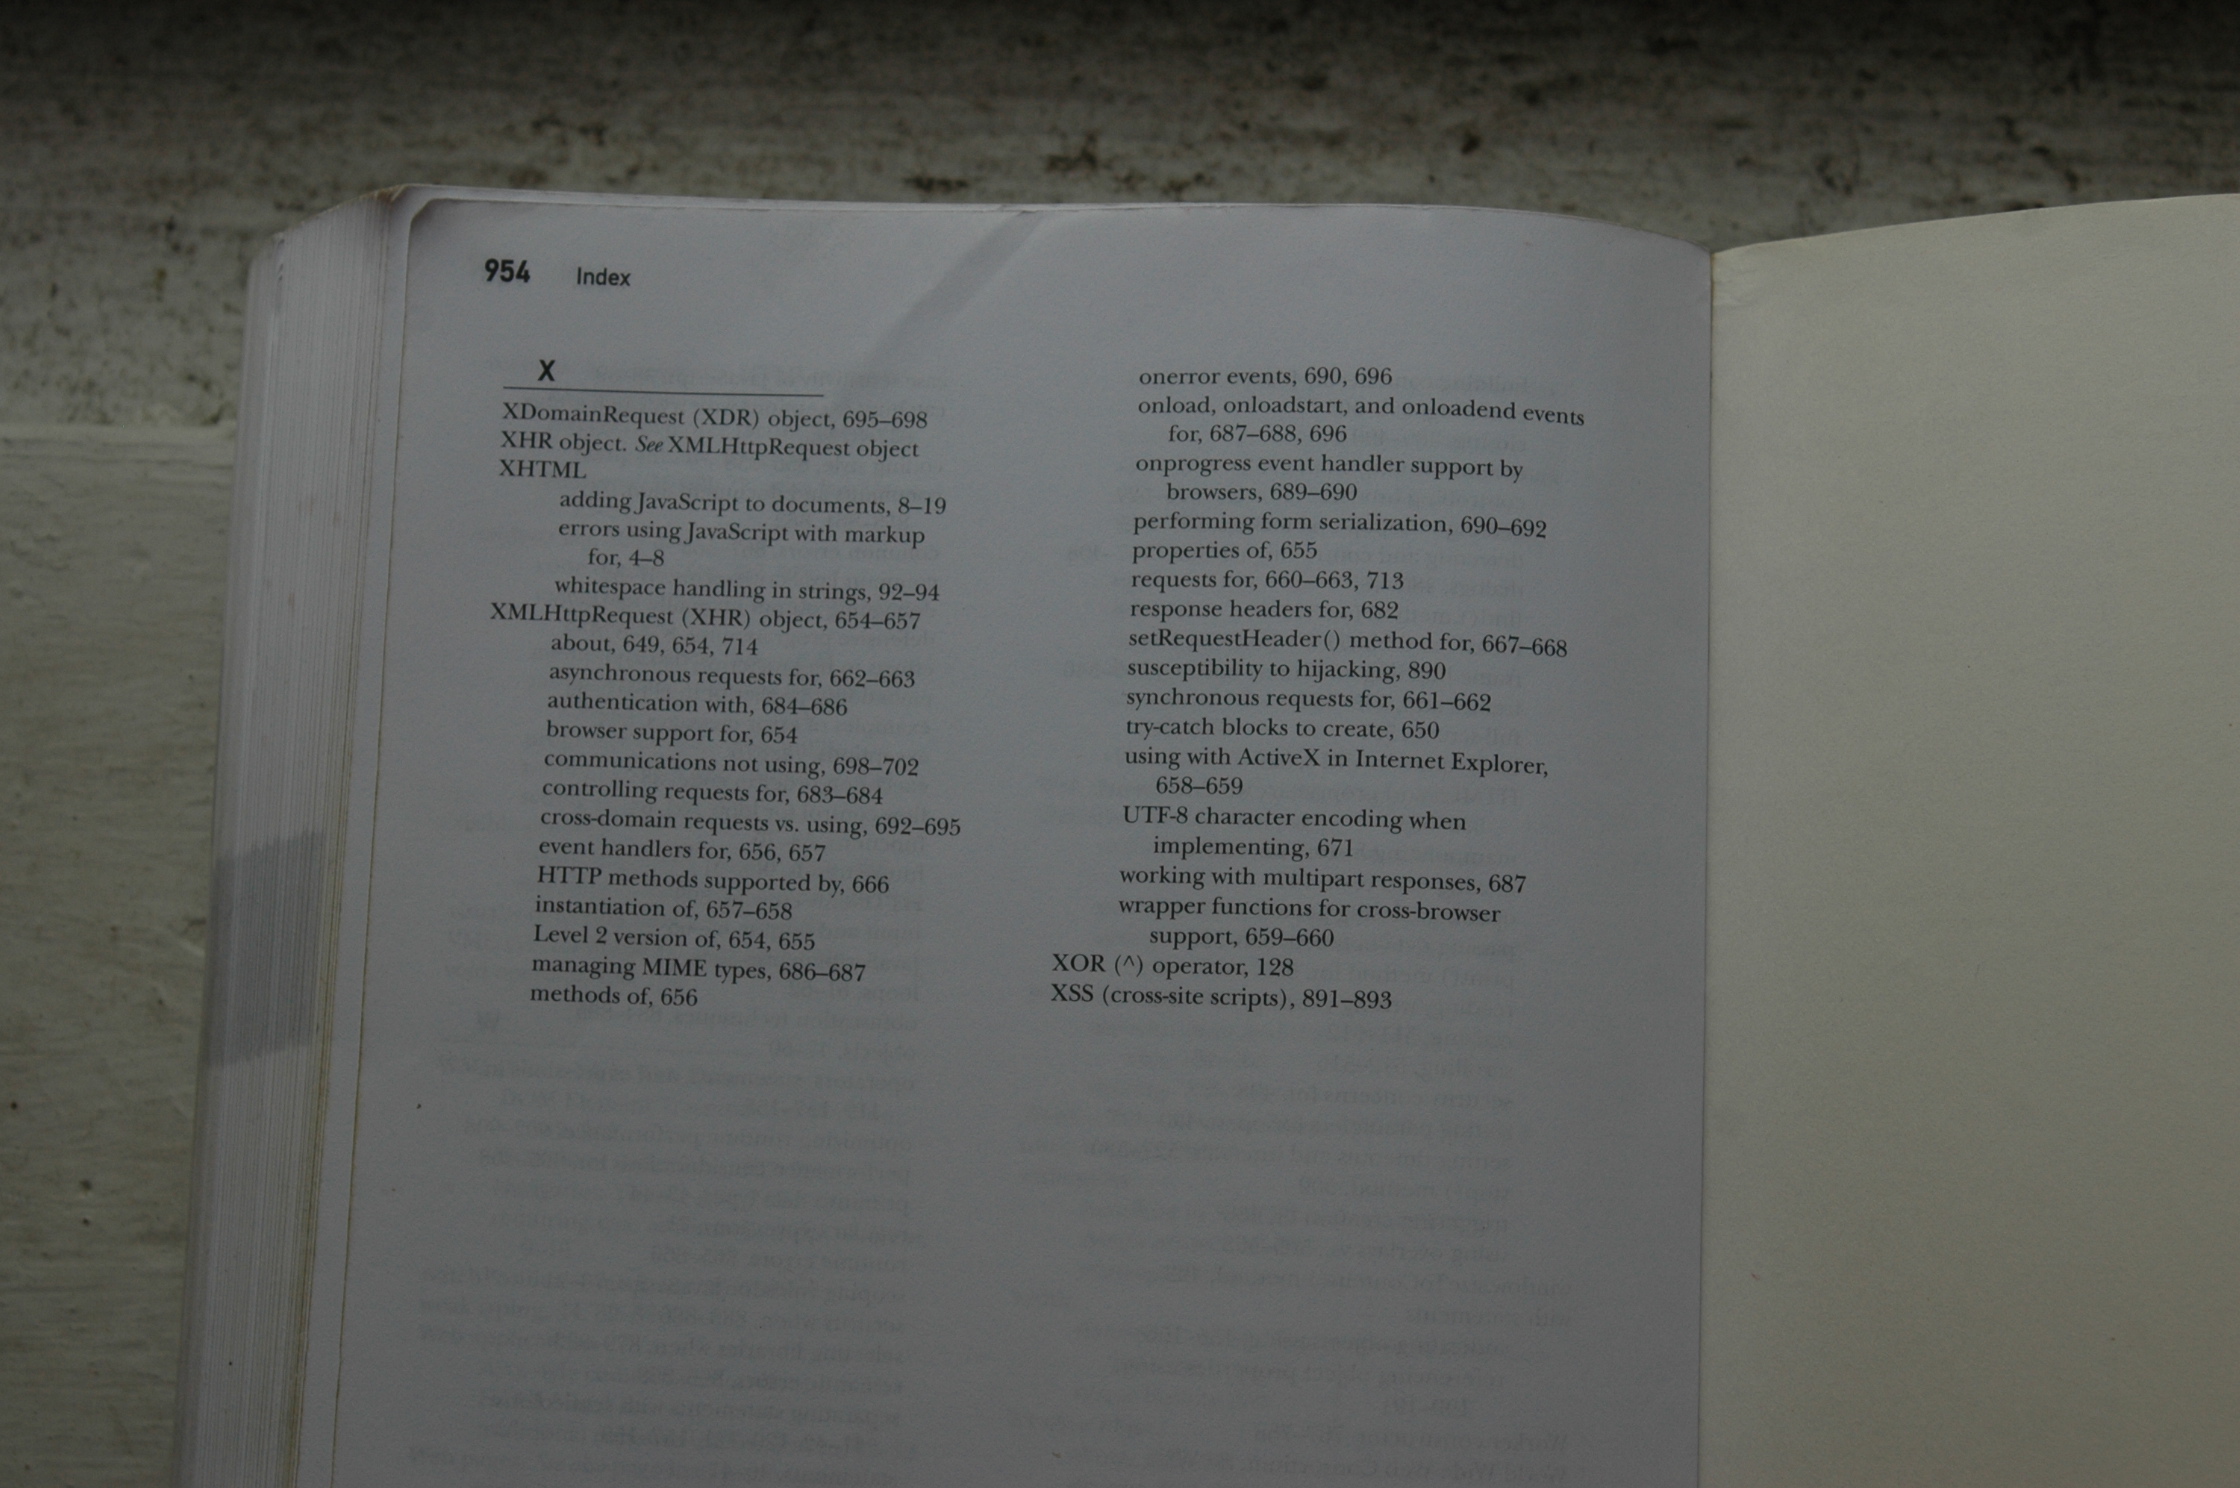 954 Index
X
XDomainRequest (XDR) object, 695–698
XHR object. See XMLHttpRequest object
XHTML
adding JavaScript to documents, 8–19
errors using JavaScript with markup
for, 4–8
whitespace handling in strings, 92–94
XMLHttpRequest (XHR) object, 654–657
about, 649, 654, 714
asynchronous requests for, 662–663
authentication with, 684–686
browser support for, 654
communications not using, 698–702
controlling requests for, 683–684
cross-domain requests vs. using, 692–695
event handlers for, 656, 657
HTTP methods supported by, 666
instantiation of, 657–658
Level 2 version of, 654, 655
managing MIME types, 686–687
methods of, 656
onerror events, 690, 696
onload, onloadstart, and onloadend events
for, 687–688, 696
onprogress event handler support by
browsers, 689–690
performing form serialization, 690–692
properties of, 655
requests for, 660–663, 713
response headers for, 682
setRequestHeader() method for, 667–668
susceptibility to hijacking, 890
synchronous requests for, 661–662
try-catch blocks to create, 650
using with ActiveX in Internet Explorer,
658–659
UTF-8 character encoding when
implementing, 671
working with multipart responses, 687
wrapper functions for cross-browser
support, 659–660
XOR (^) operator, 128
XSS (cross-site scripts), 891–893